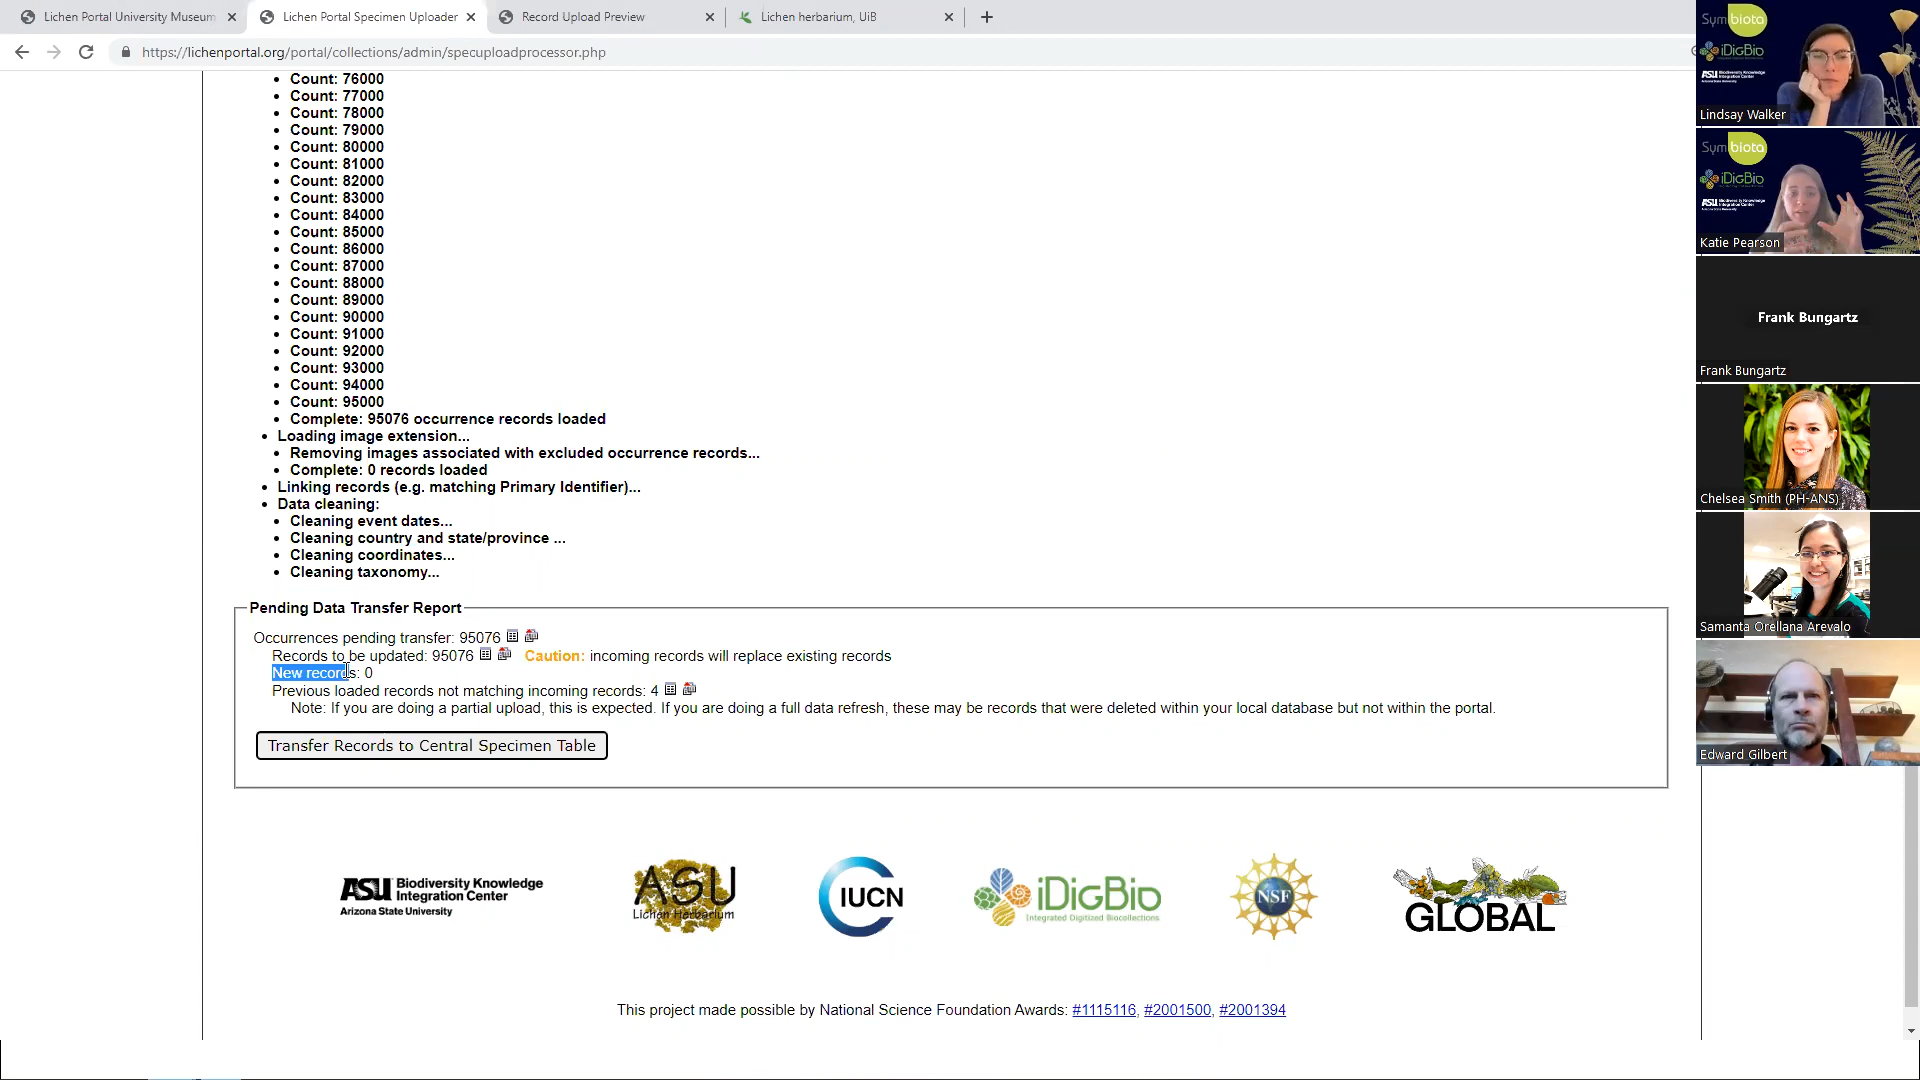 Lichen Portal University Museum
Lichen Portal Specimen Uploader
Record Upload Preview
Lichen herbarium, UiB
https://lichenportal.org/portal/collections/admin/specuploadprocessor.php
Count: 76000
Count: 77000
Count: 78000
Count: 79000
Count: 80000
Count: 81000
Count: 82000
Count: 83000
Count: 84000
Count: 85000
Count: 86000
Count: 87000
Count: 88000
Count: 89000
Count: 90000
Count: 91000
Count: 92000
Count: 93000
Count: 94000
Count: 95000
Complete: 95076 occurrence records loaded
Loading image extension...
Removing images associated with excluded occurrence records...
Complete: 0 records loaded
Linking records (e.g. matching Primary Identifier)...
Data cleaning:
Cleaning event dates...
Cleaning country and state/province ...
Cleaning coordinates...
Cleaning taxonomy...
Pending Data Transfer Report
Occurrences pending transfer: 95076
Records to be updated: 95076 Caution: incoming records will replace existing records
New records: 0
Previous loaded records not matching incoming records: 4
Note: If you are doing a partial upload, this is expected. If you are doing a full data refresh, these may be records that were deleted within your local database but not within the portal.
Transfer Records to Central Specimen Table
ASU Biodiversity Knowledge
Integration Center
Arizona State University
ASU
Lichen Herbarium
IUCN
iDigBio
Integrated Digitized Biocollections
NSF
GLOBAL
This project made possible by National Science Foundation Awards: #1115116, #2001500, #2001394
Symbiota
iDigBio
ASU Biodiversity Knowledge
Integration Center
Lindsay Walker
Symbiota
iDigBio
ASU Biodiversity Knowledge
Integration Center
Katie Pearson
Frank Bungartz
Frank Bungartz
Chelsea Smith (PH-ANS)
Samanta Orellana Arevalo
Edward Gilbert